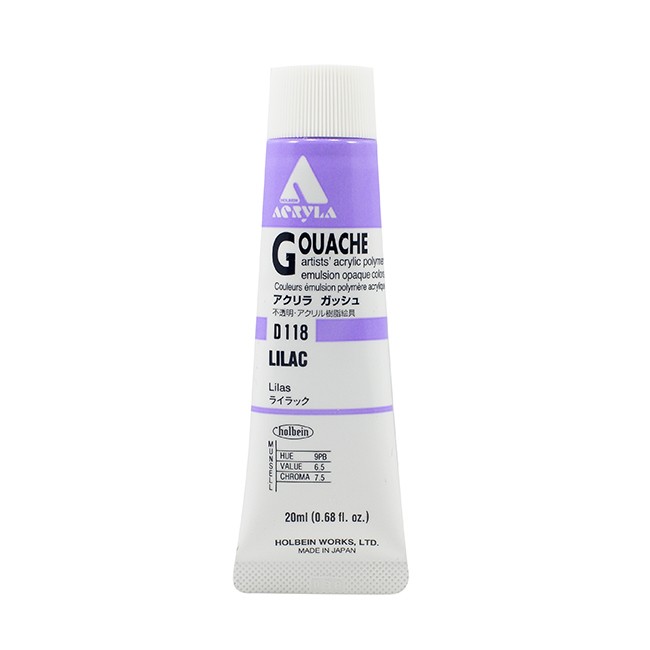 HOLBEIN
ACRYLA
GOUACHE
artists' acrylic polymer
emulsion opaque colors
Couleurs émulsion polymère acrylique
アクリラ ガッシュ
不透明・アクリル樹脂絵具
D118
LILAC
Lilas
ライラック
holbein
MUNSELL
HUE 9PB
VALUE 6.5
CHROMA 7.5
20ml (0.68 fl. oz.)
HOLBEIN WORKS, LTD.
MADE IN JAPAN